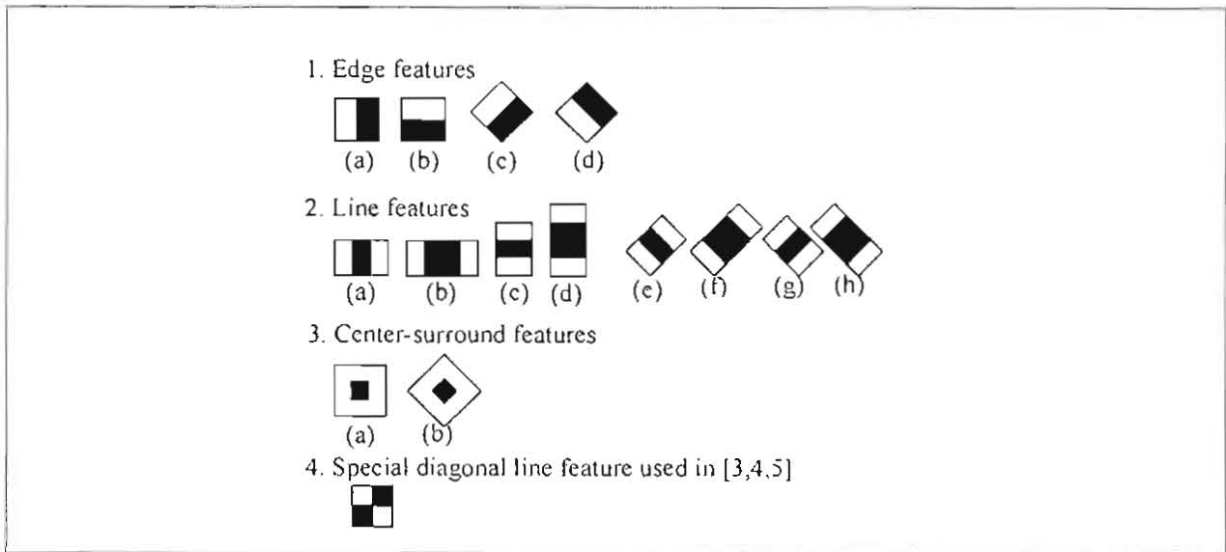 1. Edge features
(a) (b) (c) (d)
2. Line features
(a) (b) (c) (d) (e) (f) (g) (h)
3. Center-surround features
(a) (b)
4. Special diagonal line feature used in [3,4,5]